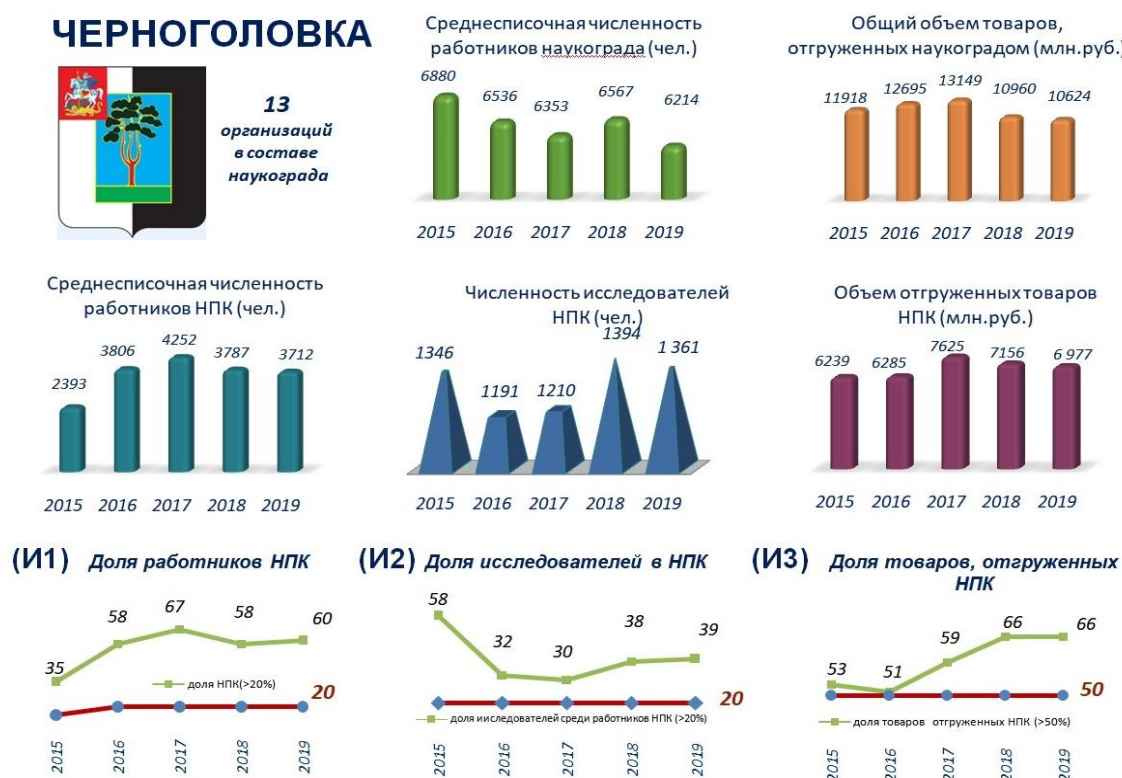 ЧЕРНОГОЛОВКА
13
организаций
в составе
наукограда
Среднесписочная численность
работников наукограда (чел.)
6880
6536
6353
6567
6214
2015 2016 2017 2018 2019
Общий объем товаров,
отгруженных наукоградом (млн.руб.)
11918
12695
13149
10960
10624
2015 2016 2017 2018 2019
Среднесписочная численность
работников НПК (чел.)
2393
3806
4252
3787
3712
2015 2016 2017 2018 2019
Численность исследователей
НПК (чел.)
1346
1191
1210
1394
1 361
2015 2016 2017 2018 2019
Объем отгруженных товаров
НПК (млн.руб.)
6239
6285
7625
7156
6 977
2015 2016 2017 2018 2019
(И1) Доля работников НПК
35
58
67
58
60
доля НПК(>20%)
20
2015 2016 2017 2018 2019
(И2) Доля исследователей в НПК
58
32
30
38
39
20
доля иисследователей среди работников НПК (>20%)
2015 2016 2017 2018 2019
(И3) Доля товаров, отгруженных
НПК
53
51
59
66
66
50
доля товаров отгруженных НПК (>50%)
2015 2016 2017 2018 2019